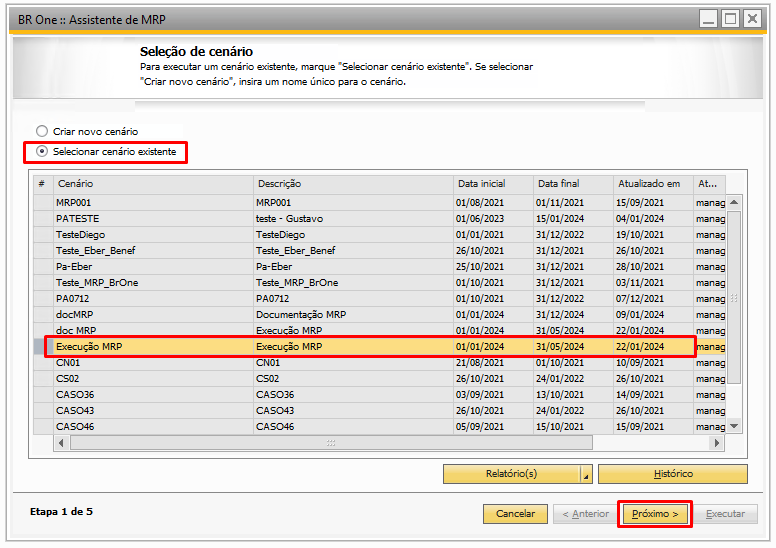 BR One :: Assistente de MRP
Seleção de cenário
Para executar um cenário existente, marque "Selecionar cenário existente". Se selecionar
"Criar novo cenário", insira um nome único para o cenário.
Criar novo cenário
Selecionar cenário existente
# Cenário Descrição Data inicial Data final Atualizado em At...
MRP001 MRP001 01/08/2021 01/11/2021 15/09/2021 manag
PATESTE teste - Gustavo 01/06/2023 15/01/2024 04/01/2024 manag
TesteDiego TesteDiego 01/01/2021 31/12/2022 19/10/2021 manag
Teste_Eber_Benef Teste_Eber_Benef 26/10/2021 31/12/2021 26/10/2021 manag
Pa-Eber Pa-Eber 25/10/2021 31/12/2021 28/10/2021 manag
Teste_MRP_BrOne Teste_MRP_BrOne 01/10/2021 31/12/2021 03/11/2021 manag
PA0712 PA0712 01/10/2021 31/12/2022 07/12/2021 manag
docMRP Documentação MRP 01/01/2024 31/12/2024 09/01/2024 manag
doc MRP Execução MRP 01/01/2024 31/05/2024 22/01/2024 manag
Execução MRP Execução MRP 01/01/2024 31/05/2024 22/01/2024 manag
CN01 CN01 21/08/2021 01/10/2021 10/09/2021 manag
CS02 CS02 26/10/2021 24/01/2022 26/10/2021 manag
CASO36 CASO36 03/09/2021 13/10/2021 14/09/2021 manag
CASO43 CASO43 26/10/2021 24/01/2022 26/10/2021 manag
CASO46 CASO46 05/09/2021 15/10/2021 15/09/2021 manag
Relatório(s) Histórico
Etapa 1 de 5 Cancelar < Anterior Próximo > Executar